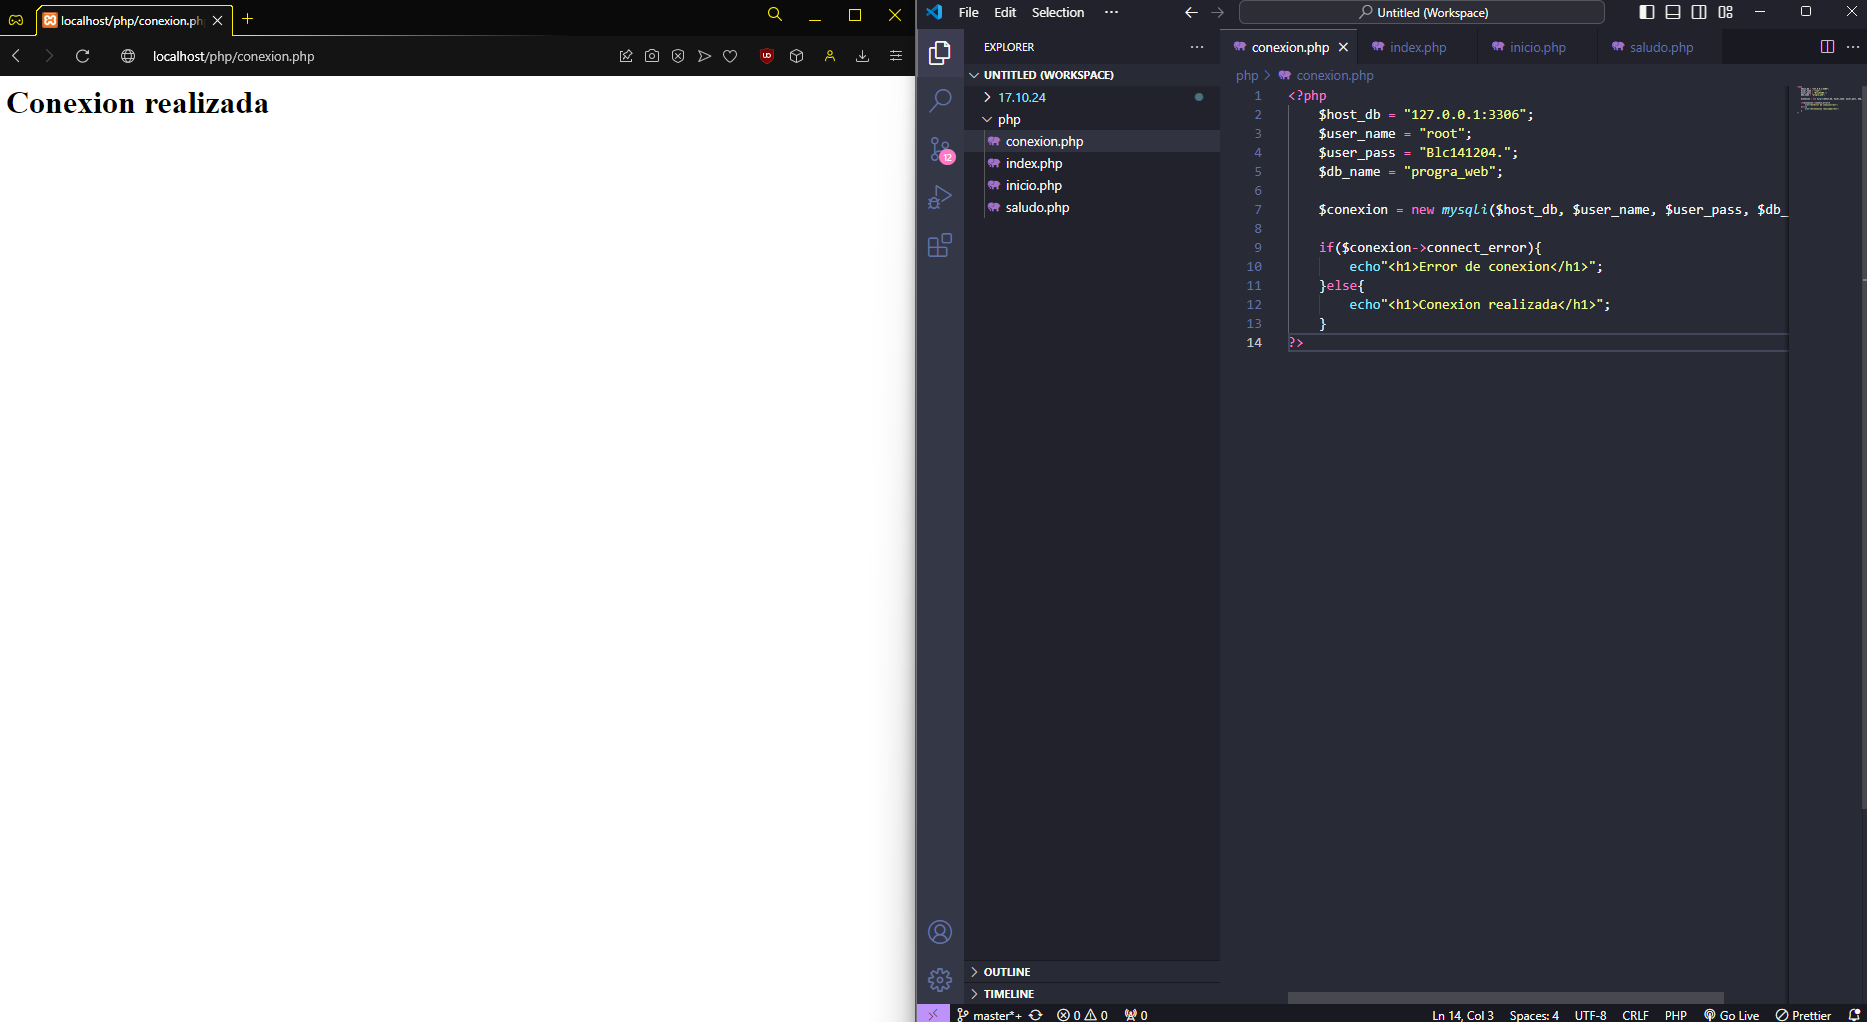 localhost/php/conexion.ph
localhost/php/conexion.php
Conexion realizada
File Edit Selection ··· Untitled (Workspace)
EXPLORER ···
UNTITLED (WORKSPACE)
17.10.24
php
conexion.php
index.php
inicio.php
saludo.php
12
OUTLINE
TIMELINE
conexion.php index.php inicio.php saludo.php
php > conexion.php
1 <?php
2 $host_db = "127.0.0.1:3306";
3 $user_name = "root";
4 $user_pass = "Blc141204.";
5 $db_name = "progra_web";
6
7 $conexion = new mysqli($host_db, $user_name, $user_pass, $db_
8
9 if($conexion->connect_error){
10 echo"<h1>Error de conexion</h1>";
11 }else{
12 echo"<h1>Conexion realizada</h1>";
13 }
14 ?>
master*+ 0 0 0 Ln 14, Col 3 Spaces: 4 UTF-8 CRLF PHP Go Live Prettier